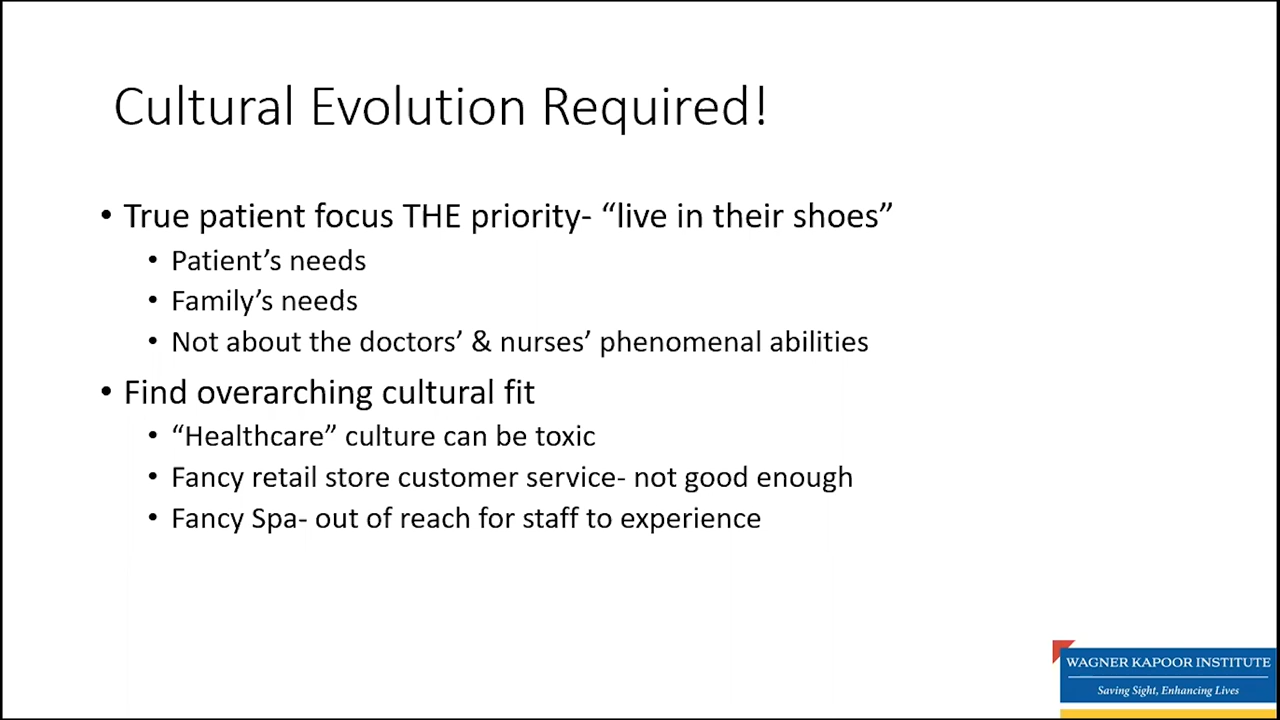 Cultural Evolution Required!
• True patient focus THE priority- “live in their shoes”
• Patient’s needs
• Family’s needs
• Not about the doctors’ & nurses’ phenomenal abilities
• Find overarching cultural fit
• “Healthcare” culture can be toxic
• Fancy retail store customer service- not good enough
• Fancy Spa- out of reach for staff to experience
WAGNER KAPOOR INSTITUTE
Saving Sight, Enhancing Lives